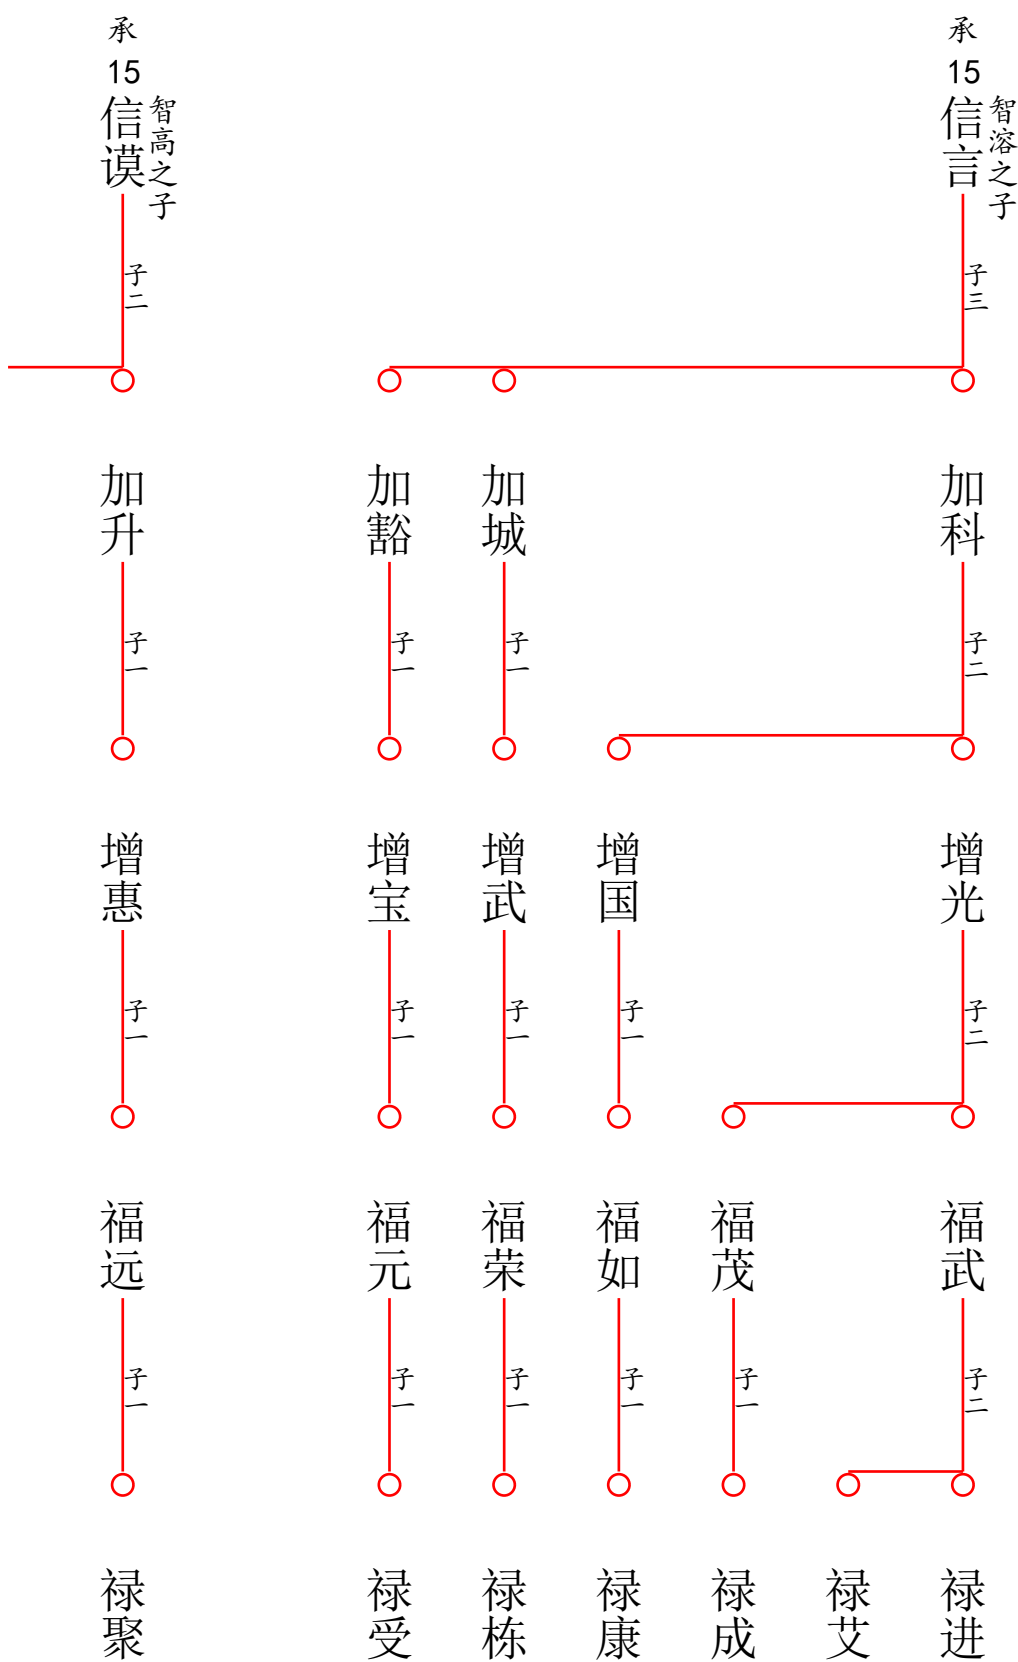 承
15
信言
智溶之子
子三
承
15
信谟
智高之子
子二
加科
加城
加豁
加升
子二
子一
子一
子一
增光
增国
增武
增宝
增惠
子二
子一
子一
子一
子一
福武
福茂
福如
福荣
福元
福远
子二
子一
子一
子一
子一
子一
禄进
禄艾
禄成
禄康
禄栋
禄受
禄聚